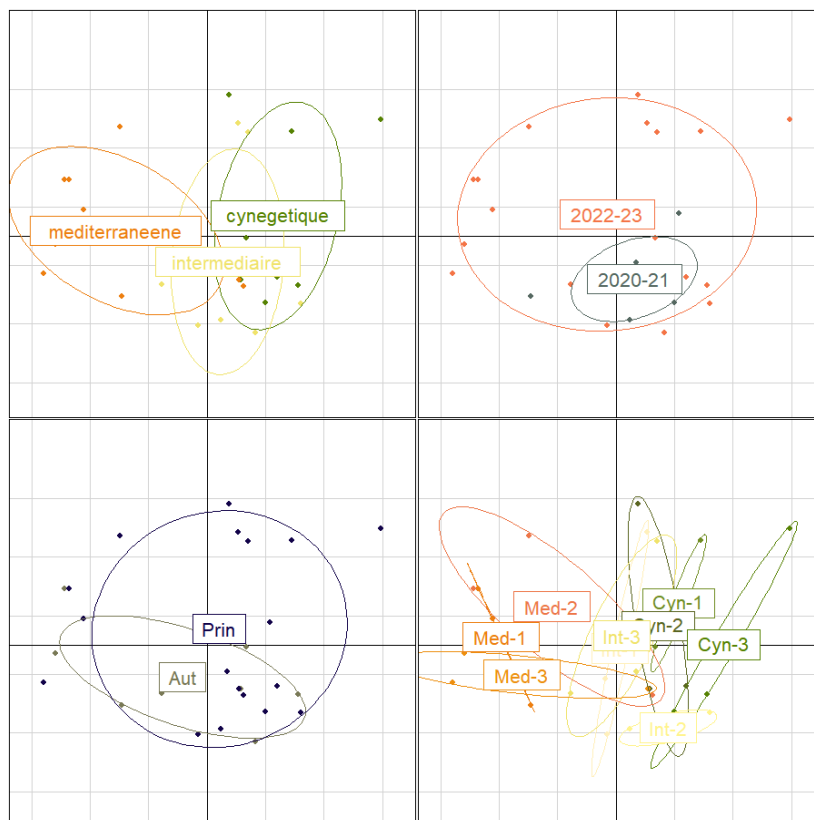 cynegetique
mediterraneene
intermediaire
2022-23
2020-21
Prin
Aut
Cyn-1
Med-2
Cyn-2
Int-3
Med-1
Cyn-3
Med-3
Int-2